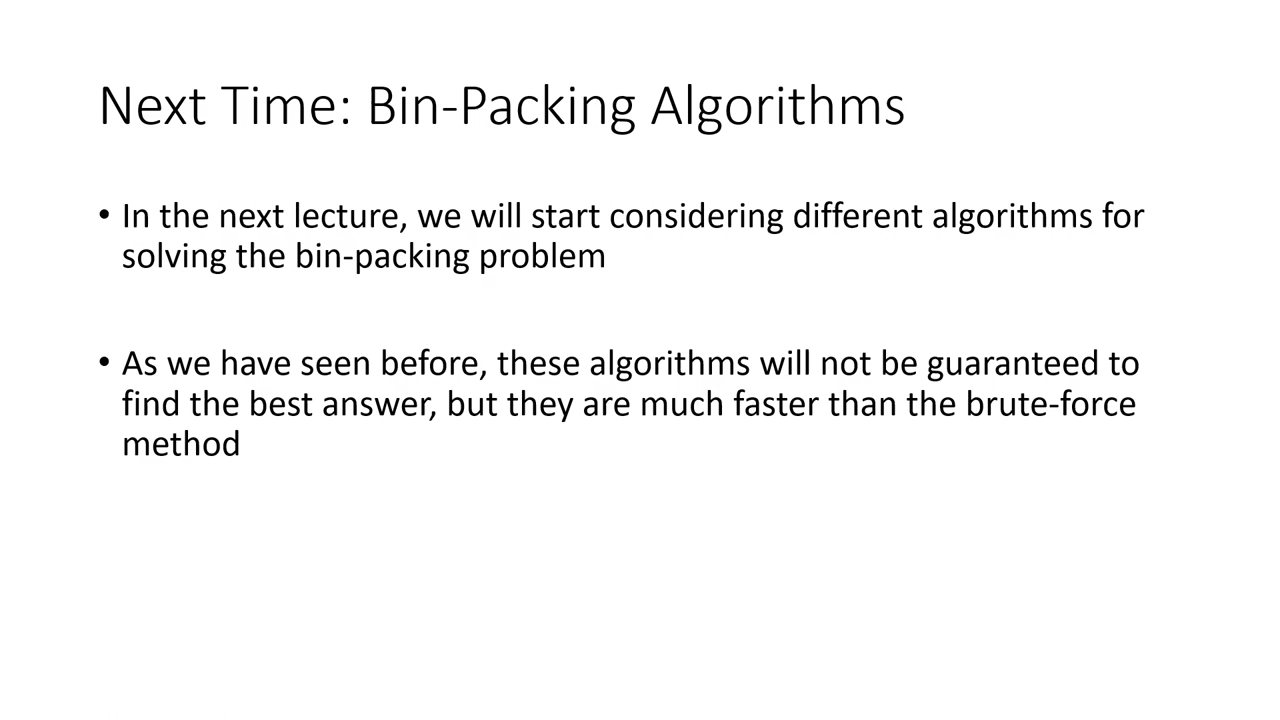 Next Time: Bin-Packing Algorithms
• In the next lecture, we will start considering different algorithms for
solving the bin-packing problem
• As we have seen before, these algorithms will not be guaranteed to
find the best answer, but they are much faster than the brute-force
method